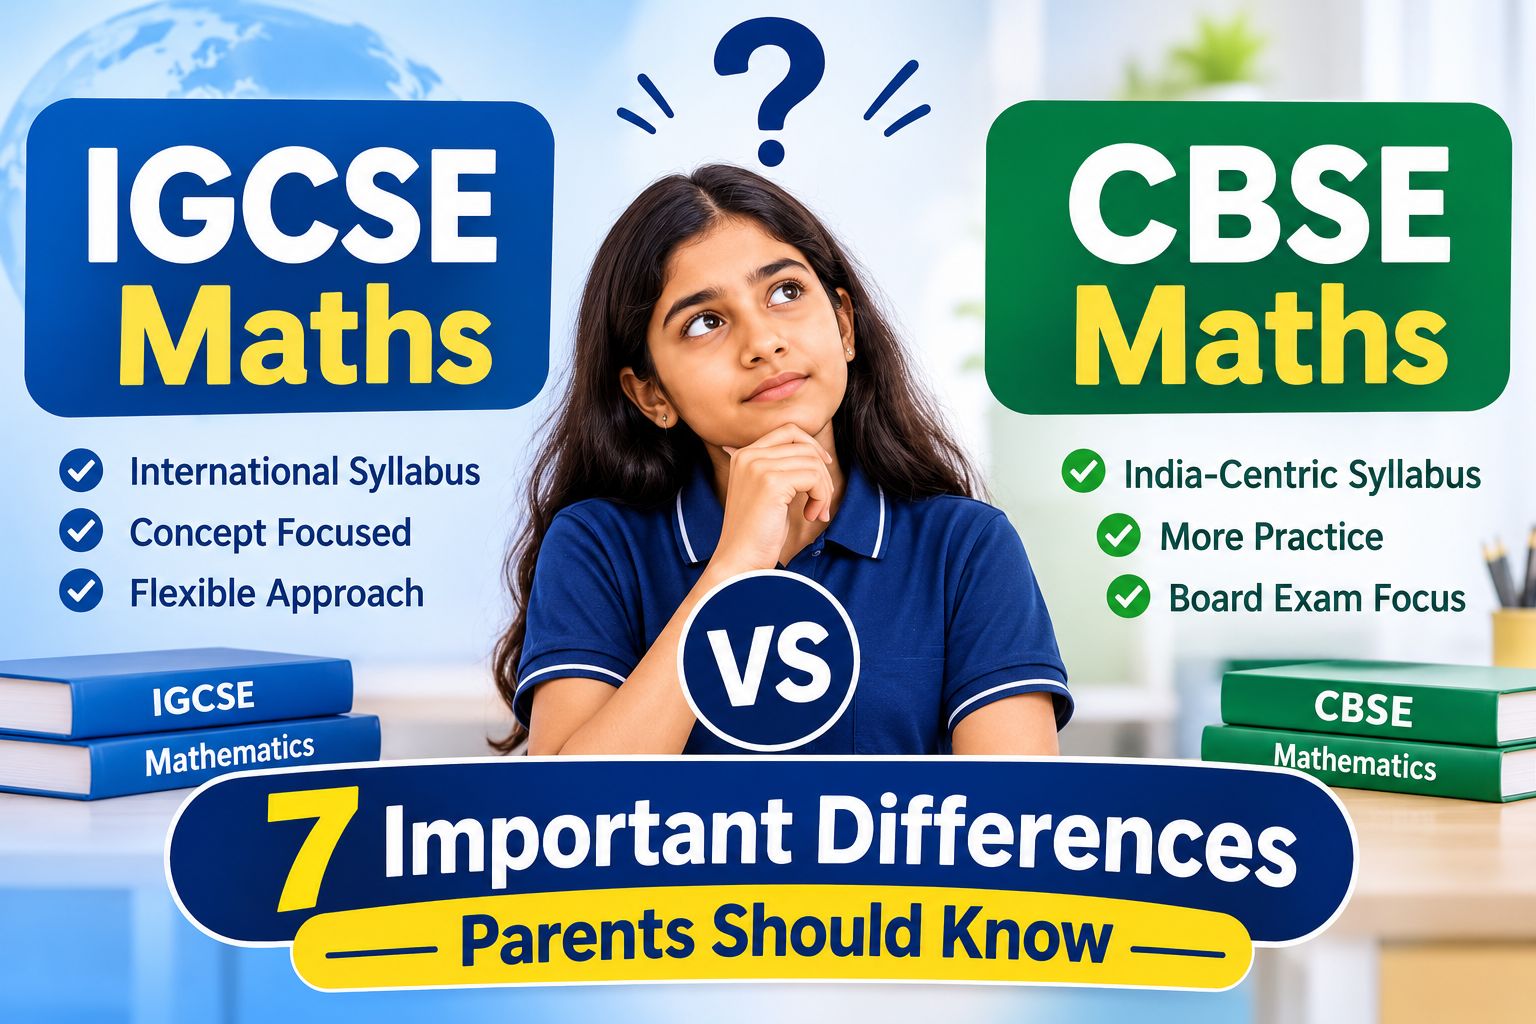 ?
IGCSE
Maths
International Syllabus
Concept Focused
Flexible Approach
CBSE
Maths
India-Centric Syllabus
More Practice
Board Exam Focus
VS
IGCSE
Mathematics
CBSE
Mathematics
7 Important Differences
Parents Should Know